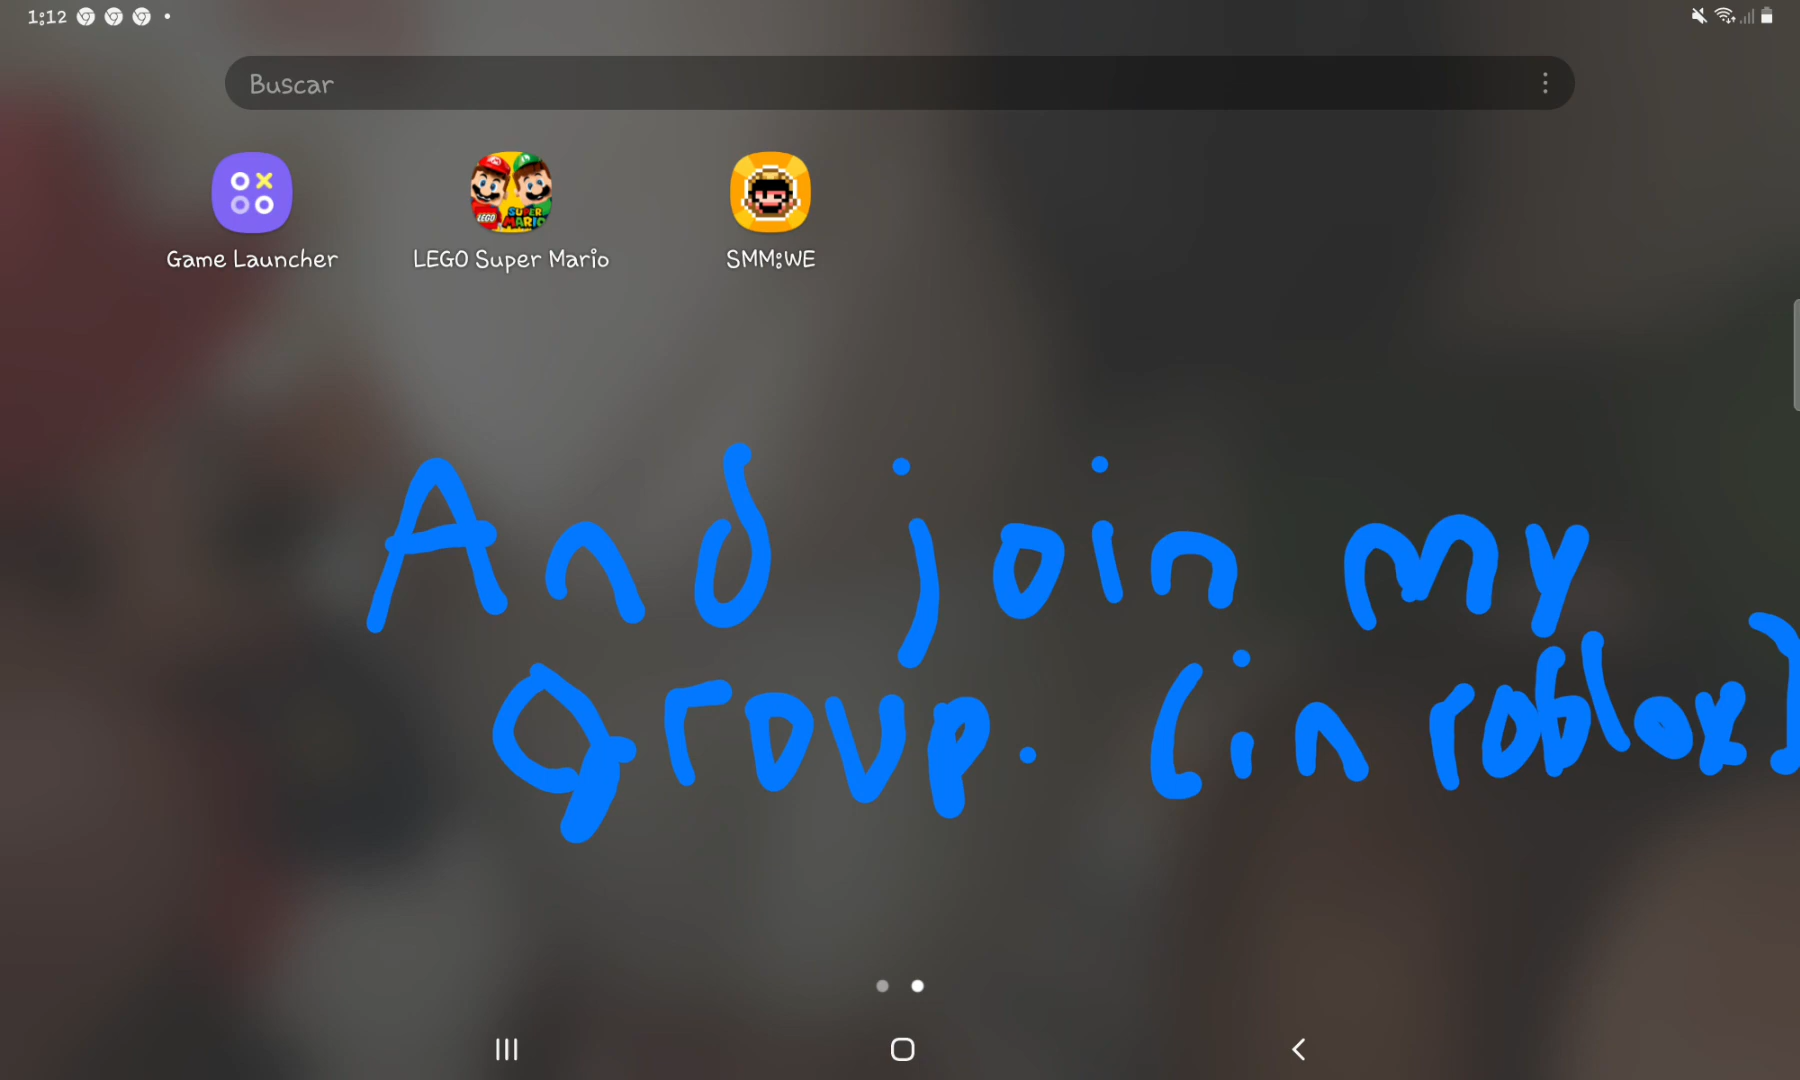 1:12
Buscar
Game Launcher LEGO Super Mario SMM:WE
And join my
group. (in roblox)